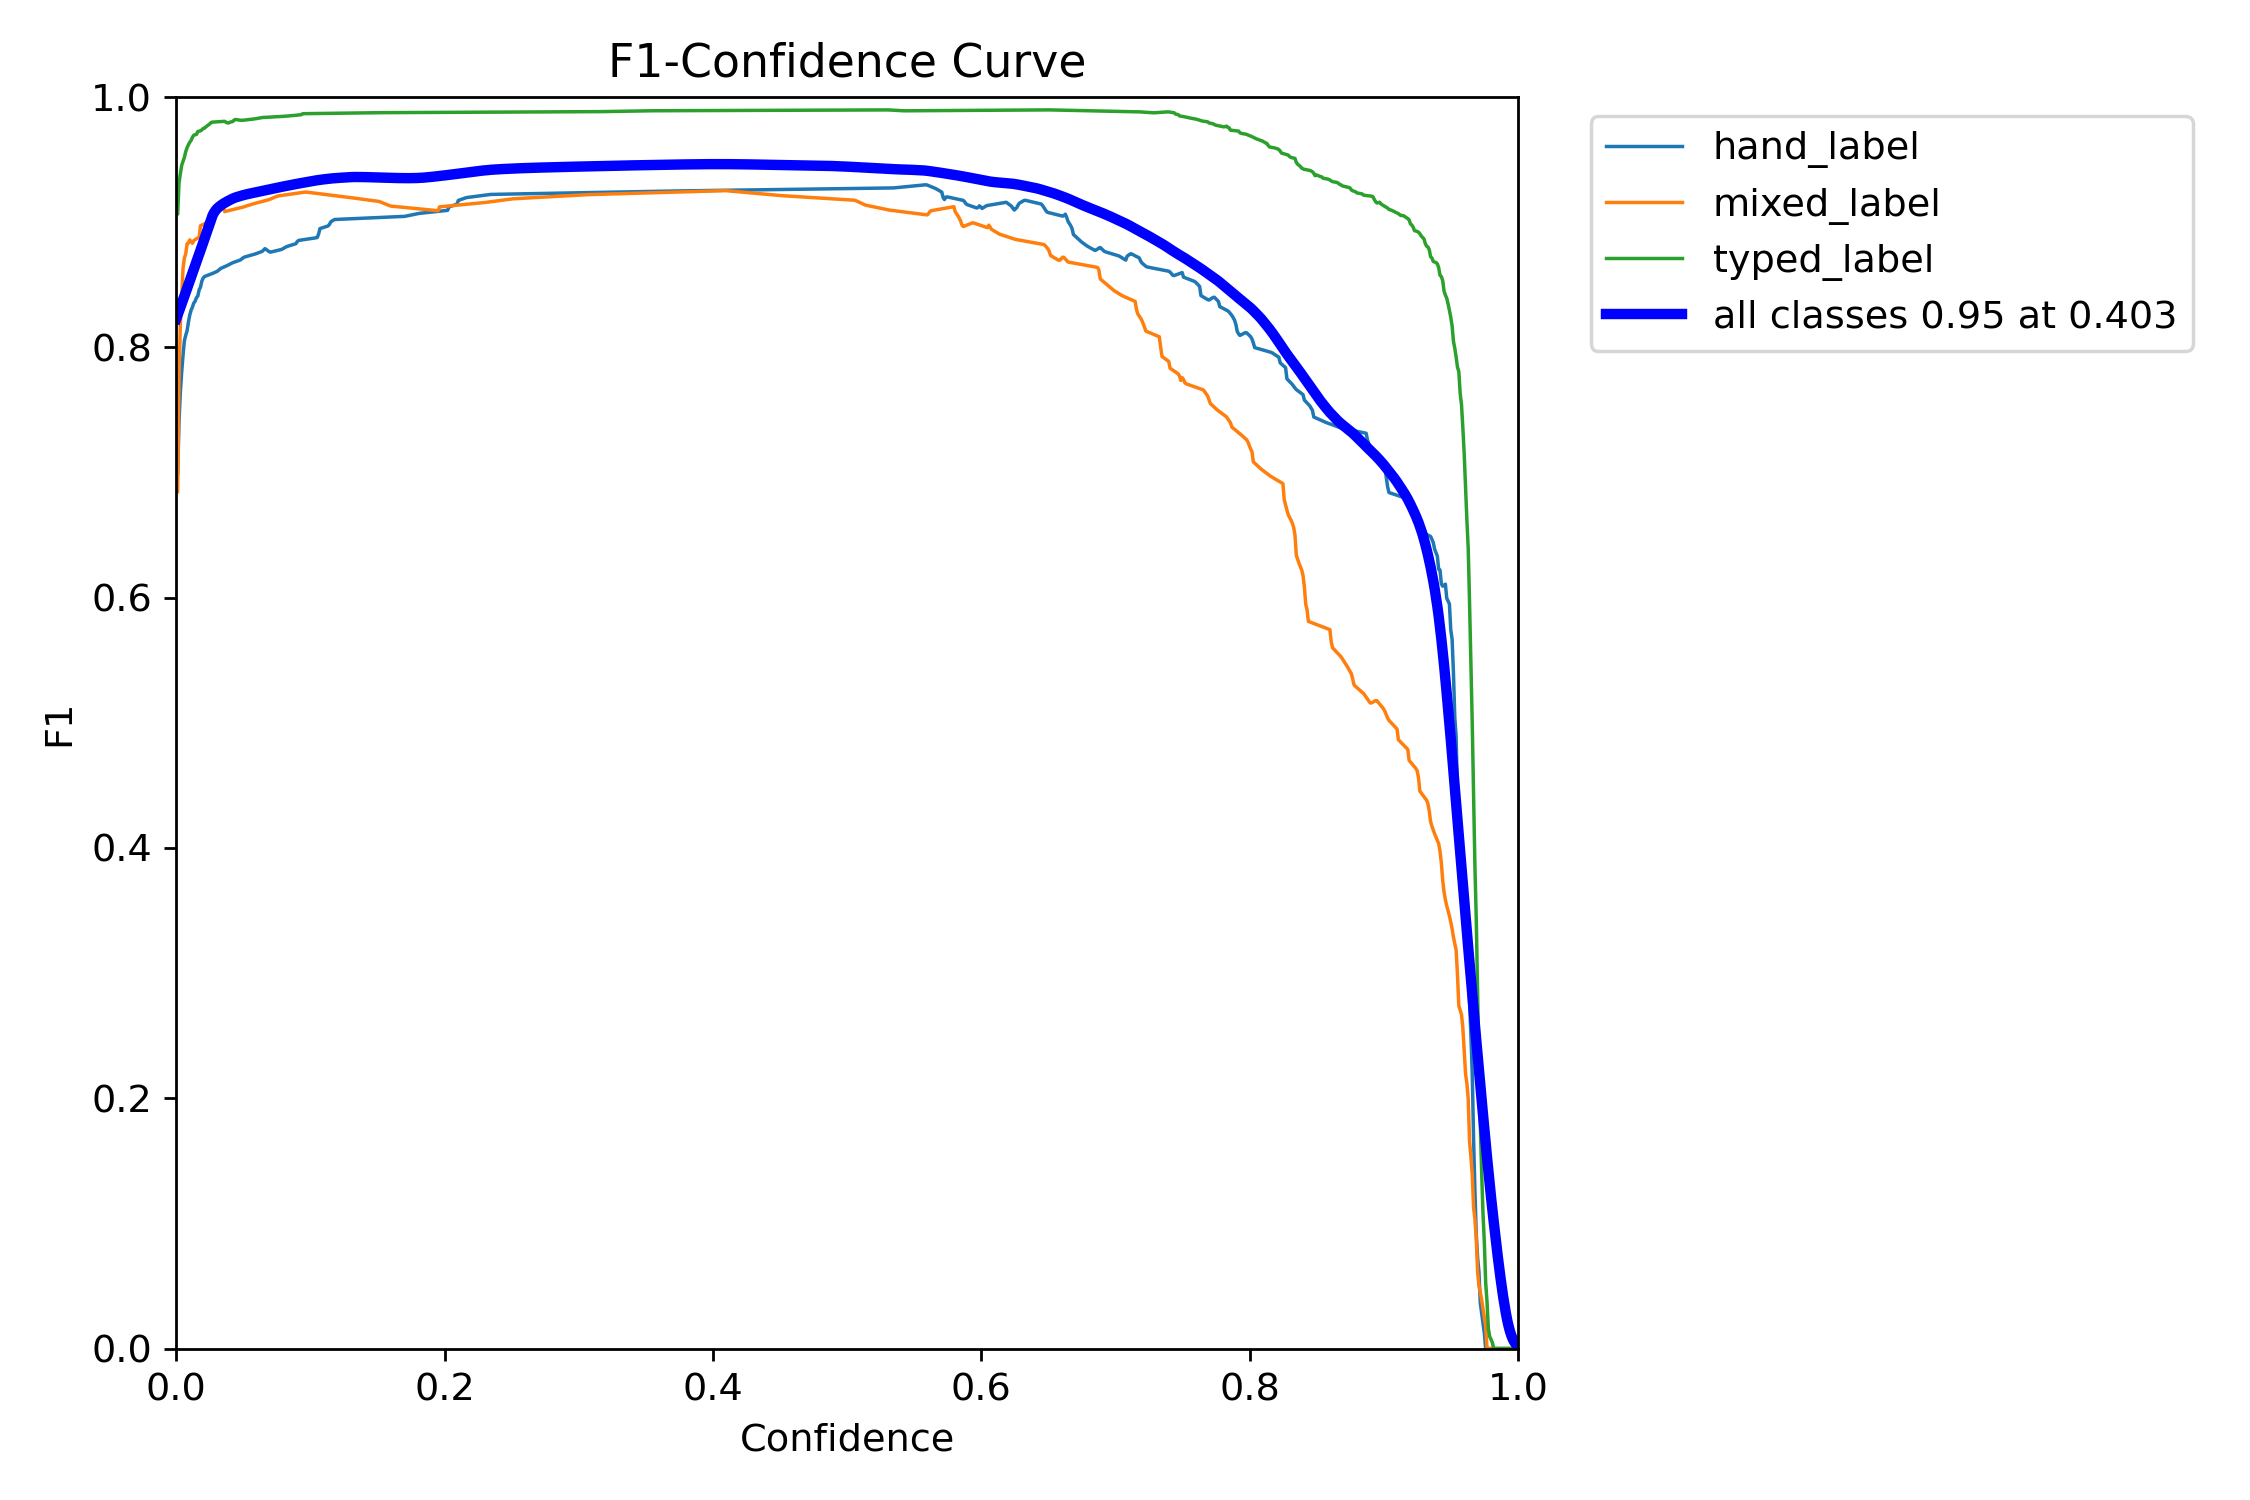 F1-Confidence Curve
1.0
0.8
0.6
0.4
0.2
0.0
F1
0.0 0.2 0.4 0.6 0.8 1.0
Confidence
hand_label
mixed_label
typed_label
all classes 0.95 at 0.403